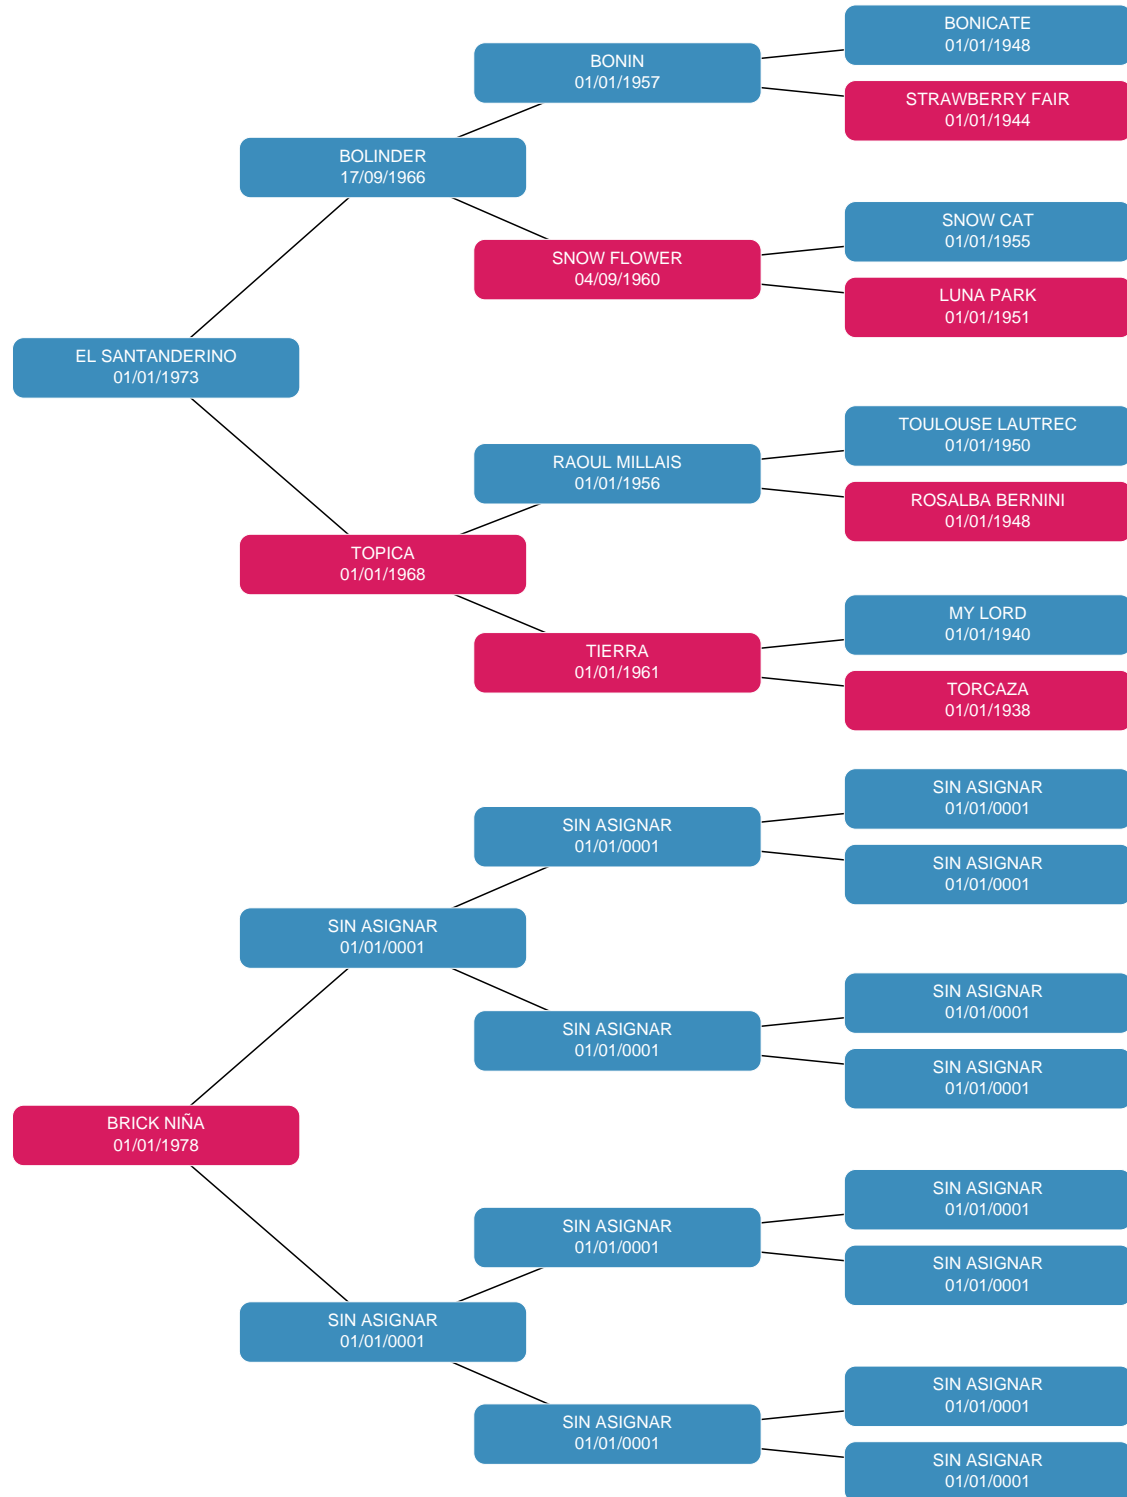 BONICATE
01/01/1948
BONIN
01/01/1957
STRAWBERRY FAIR
01/01/1944
BOLINDER
17/09/1966
SNOW CAT
01/01/1955
SNOW FLOWER
04/09/1960
LUNA PARK
01/01/1951
EL SANTANDERINO
01/01/1973
TOULOUSE LAUTREC
01/01/1950
RAOUL MILLAIS
01/01/1956
ROSALBA BERNINI
01/01/1948
TOPICA
01/01/1968
MY LORD
01/01/1940
TIERRA
01/01/1961
TORCAZA
01/01/1938
SIN ASIGNAR
01/01/0001
SIN ASIGNAR
01/01/0001
SIN ASIGNAR
01/01/0001
SIN ASIGNAR
01/01/0001
SIN ASIGNAR
01/01/0001
SIN ASIGNAR
01/01/0001
SIN ASIGNAR
01/01/0001
BRICK NIÑA
01/01/1978
SIN ASIGNAR
01/01/0001
SIN ASIGNAR
01/01/0001
SIN ASIGNAR
01/01/0001
SIN ASIGNAR
01/01/0001
SIN ASIGNAR
01/01/0001
SIN ASIGNAR
01/01/0001
SIN ASIGNAR
01/01/0001